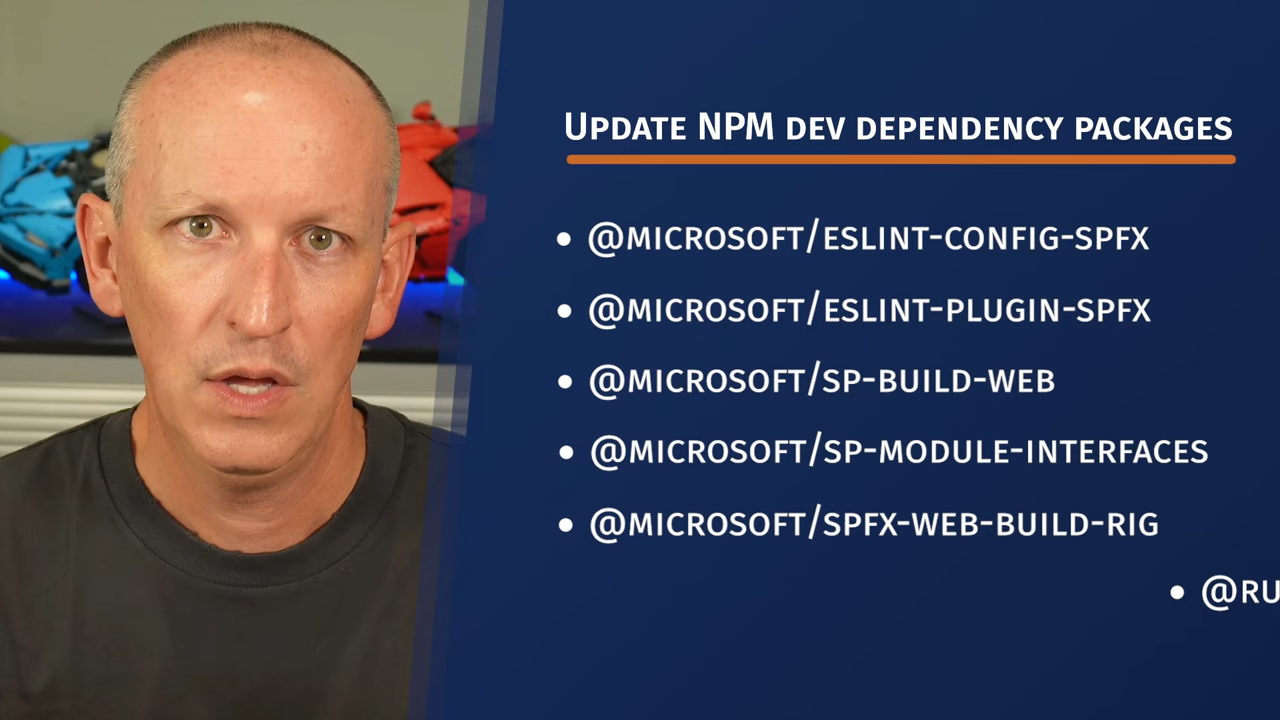 Update NPM dev dependency packages
• @microsoft/eslint-config-spfx
• @microsoft/eslint-plugin-spfx
• @microsoft/sp-build-web
• @microsoft/sp-module-interfaces
• @microsoft/spfx-web-build-rig
• @ru